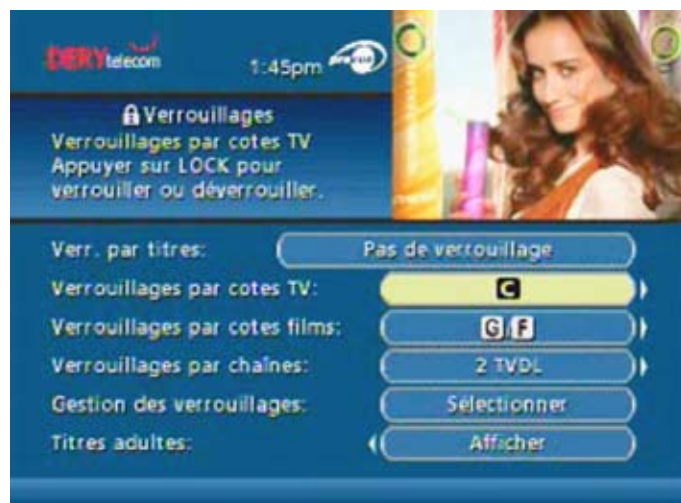 DERYtelecom
1:45pm
prevue
Verrouillages
Verrouillages par cotes TV
Appuyer sur LOCK pour
verrouiller ou déverrouiller.
Verr. par titres: Pas de verrouillage
Verrouillages par cotes TV: C
Verrouillages par cotes films: G/F
Verrouillages par chaînes: 2 TVDL
Gestion des verrouillages: Sélectionner
Titres adultes: Afficher